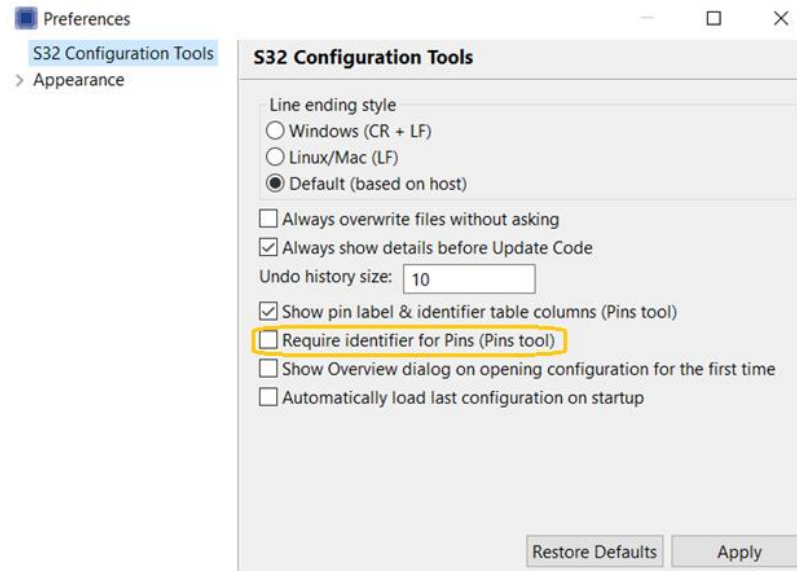 Preferences
S32 Configuration Tools
Appearance
S32 Configuration Tools
Line ending style
Windows (CR + LF)
Linux/Mac (LF)
Default (based on host)
Always overwrite files without asking
Always show details before Update Code
Undo history size: 10
Show pin label & identifier table columns (Pins tool)
Require identifier for Pins (Pins tool)
Show Overview dialog on opening configuration for the first time
Automatically load last configuration on startup
Restore Defaults Apply